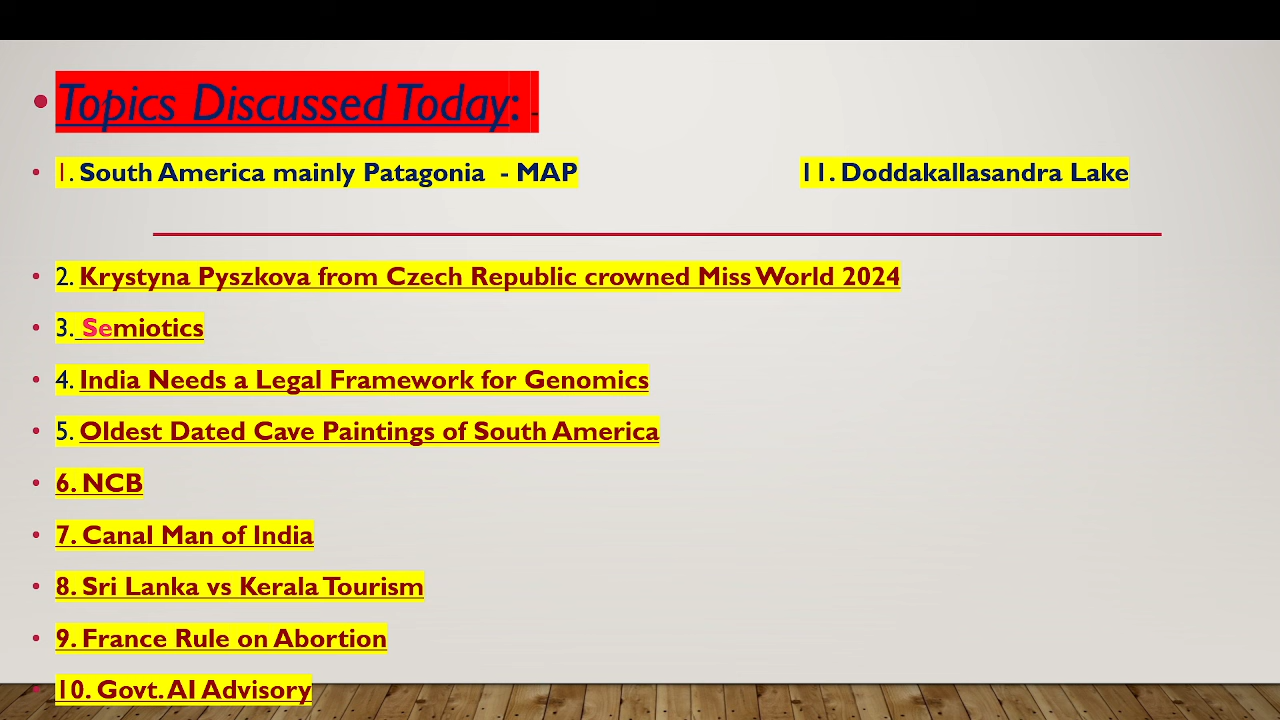 Topics Discussed Today: -
1. South America mainly Patagonia - MAP 11. Doddakallasandra Lake
2. Krystyna Pyszkova from Czech Republic crowned Miss World 2024
3. Semiotics
4. India Needs a Legal Framework for Genomics
5. Oldest Dated Cave Paintings of South America
6. NCB
7. Canal Man of India
8. Sri Lanka vs Kerala Tourism
9. France Rule on Abortion
10. Govt. AI Advisory